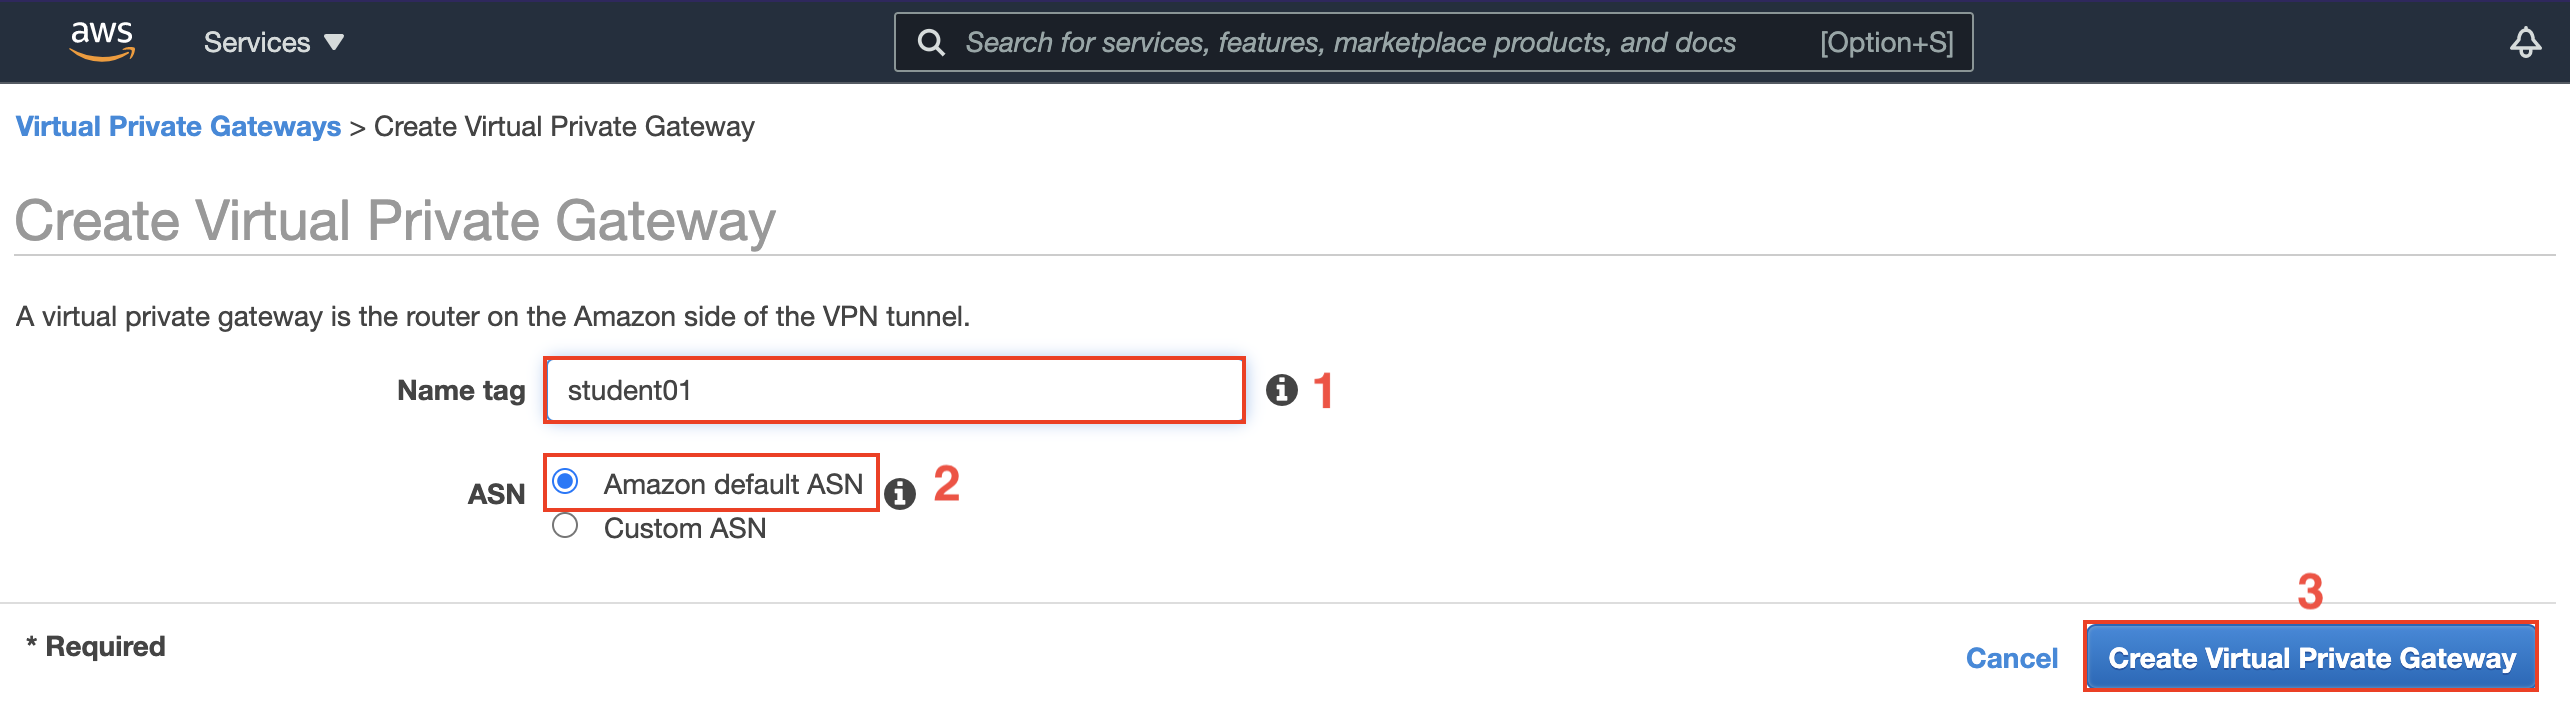 aws
Services ▼
Search for services, features, marketplace products, and docs [Option+S]
Virtual Private Gateways > Create Virtual Private Gateway
Create Virtual Private Gateway
A virtual private gateway is the router on the Amazon side of the VPN tunnel.
Name tag student01 i 1
ASN Amazon default ASN i 2
Custom ASN
3
* Required
Cancel Create Virtual Private Gateway